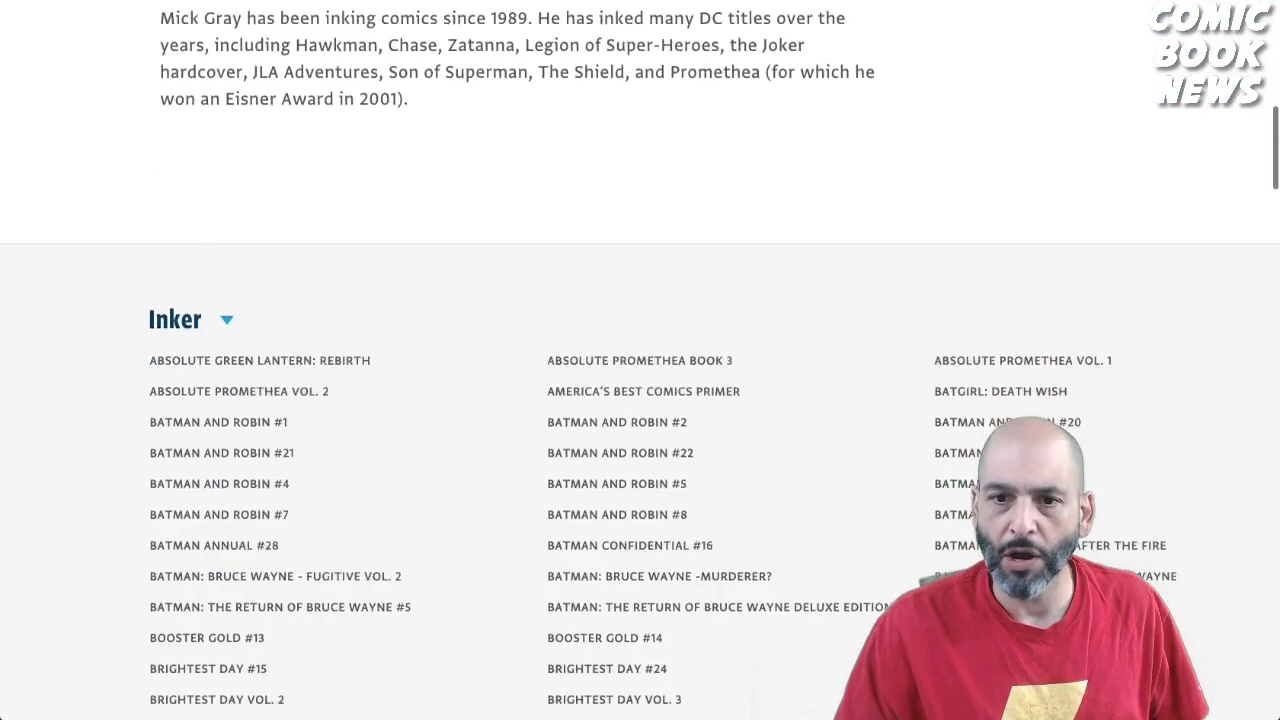 Mick Gray has been inking comics since 1989. He has inked many DC titles over the
years, including Hawkman, Chase, Zatanna, Legion of Super-Heroes, the Joker
hardcover, JLA Adventures, Son of Superman, The Shield, and Promethea (for which he
won an Eisner Award in 2001).
COMIC
BOOK
NEWS
Inker
ABSOLUTE GREEN LANTERN: REBIRTH ABSOLUTE PROMETHEA BOOK 3 ABSOLUTE PROMETHEA VOL. 1
ABSOLUTE PROMETHEA VOL. 2 AMERICA'S BEST COMICS PRIMER BATGIRL: DEATH WISH
BATMAN AND ROBIN #1 BATMAN AND ROBIN #2 BATMAN #20
BATMAN AND ROBIN #21 BATMAN AND ROBIN #22 BATMAN
BATMAN AND ROBIN #4 BATMAN AND ROBIN #5
BATMAN AND ROBIN #7 BATMAN AND ROBIN #8
BATMAN ANNUAL #28 BATMAN CONFIDENTIAL #16 BATMAN AFTER THE FIRE
BATMAN: BRUCE WAYNE - FUGITIVE VOL. 2 BATMAN: BRUCE WAYNE -MURDERER? WAYNE
BATMAN: THE RETURN OF BRUCE WAYNE #5 BATMAN: THE RETURN OF BRUCE WAYNE DELUXE EDITION
BOOSTER GOLD #13 BOOSTER GOLD #14
BRIGHTEST DAY #15 BRIGHTEST DAY #24
BRIGHTEST DAY VOL. 2 BRIGHTEST DAY VOL. 3